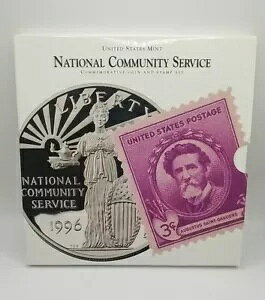 UNITED STATES MINT
NATIONAL COMMUNITY SERVICE
COMMEMORATIVE COIN AND STAMP SET
LIBERTY
NATIONAL
COMMUNITY
SERVICE
1996
UNITED STATES POSTAGE
3¢
AUGUSTUS SAINT-GAUDENS